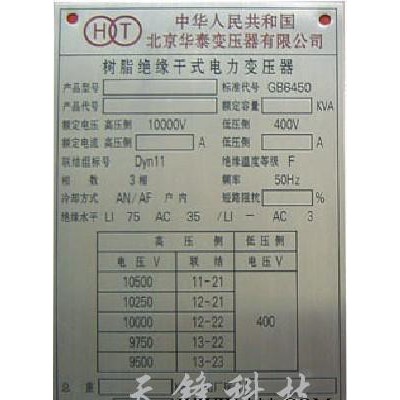 HT
中华人民共和国
北京华泰变压器有限公司
树脂绝缘干式电力变压器
产品型号 标准代号 GB6450
产品代号 额定容量 KVA
额定电压 高压侧 10000V 低压侧 400V
额定电流 高压侧 A 低压侧 A
联结组标号 Dyn11 绝缘温度等级 F
相数 3相 频率 50Hz
冷却方式 AN/AF 户内 短路阻抗 %
绝缘水平 LI 75 AC 35 /LI — AC 3
高压侧 低压侧
电压V 联结 电压V
10500 11-21
10250 12-21
10000 12-22 400
9750 13-22
9500 13-23
总重
天锋科技